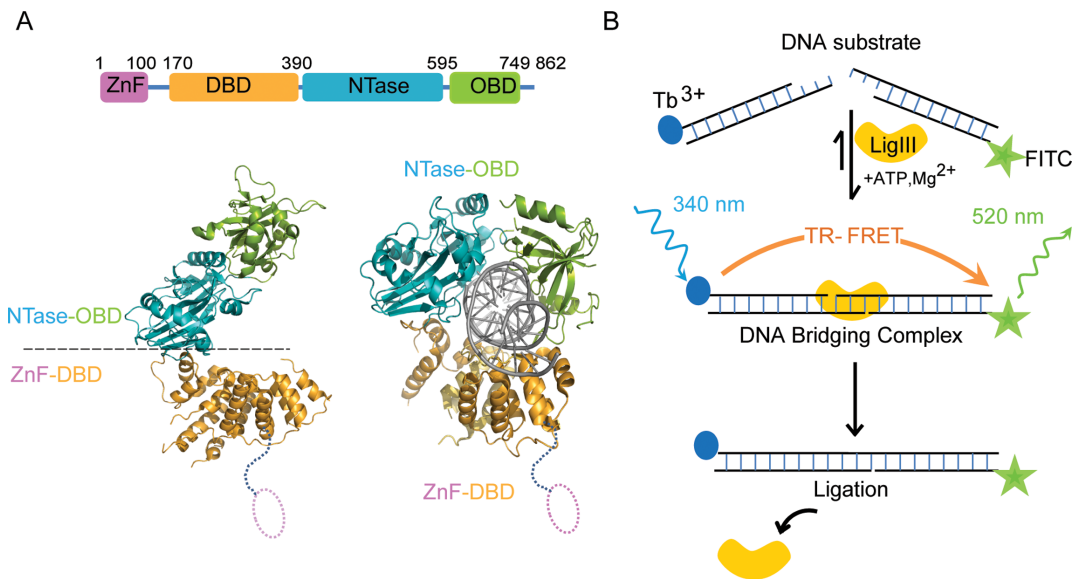 A
1 100 170 390 595 749 862
ZnF DBD NTase OBD
NTase-OBD
NTase-OBD
ZnF-DBD
ZnF-DBD
B
DNA substrate
Tb3+
LigIII
FITC
+ATP,Mg2+
340 nm
520 nm
TR- FRET
DNA Bridging Complex
Ligation